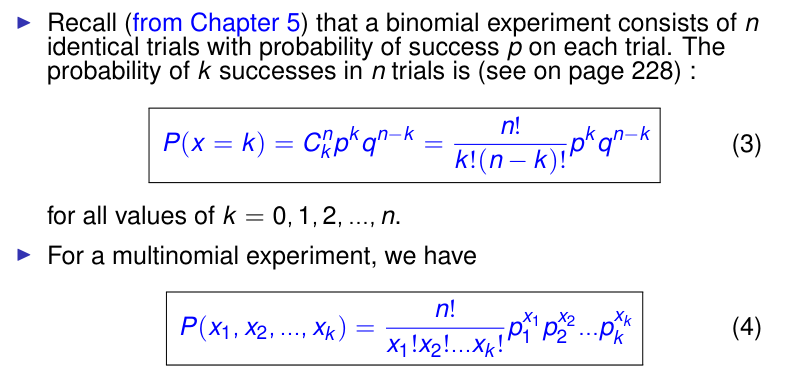 ► Recall (from Chapter 5) that a binomial experiment consists of n
identical trials with probability of success p on each trial. The
probability of k successes in n trials is (see on page 228) :
P(x = k) = C_k^n p^k q^{n−k} = \frac{n!}{k!(n − k)!} p^k q^{n−k} (3)
for all values of k = 0, 1, 2, ..., n.
► For a multinomial experiment, we have
P(x_1, x_2, ..., x_k) = \frac{n!}{x_1!x_2!...x_k!} p_1^{x_1} p_2^{x_2}...p_k^{x_k} (4)